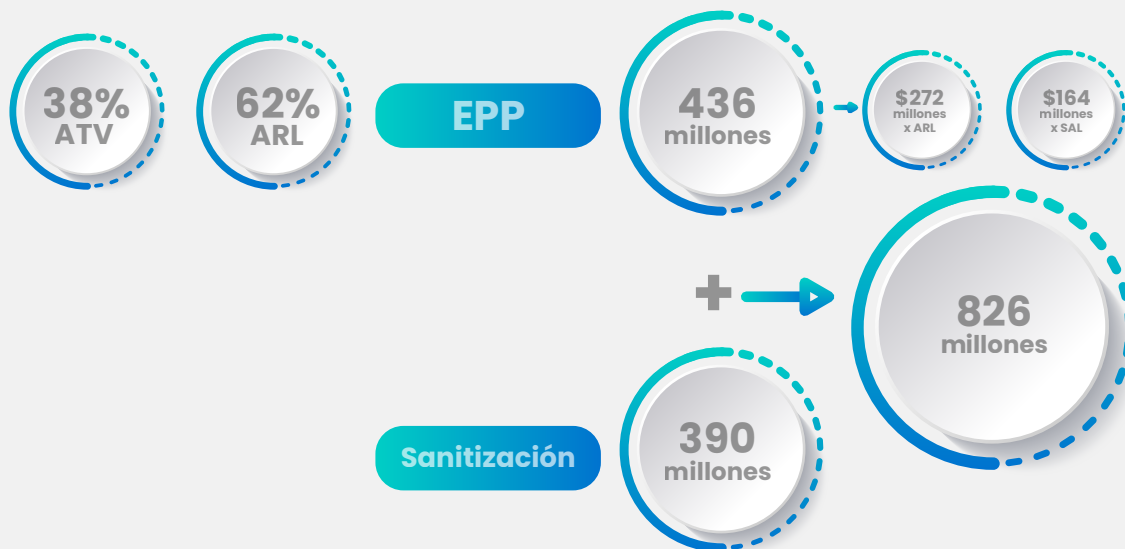 38%
ATV
62%
ARL
EPP
436
millones
$272
millones
x ARL
$164
millones
x SAL
+
826
millones
Sanitización
390
millones